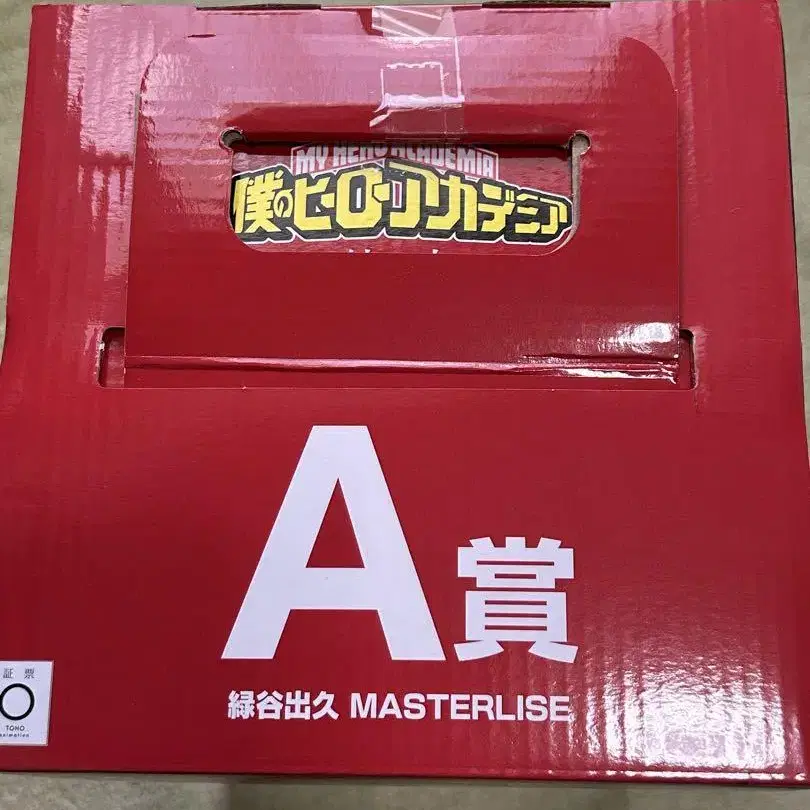 MY HERO ACADEMIA
僕のヒーローアカデミア
A賞
緑谷出久 MASTERLISE
証票
TOHO
animation